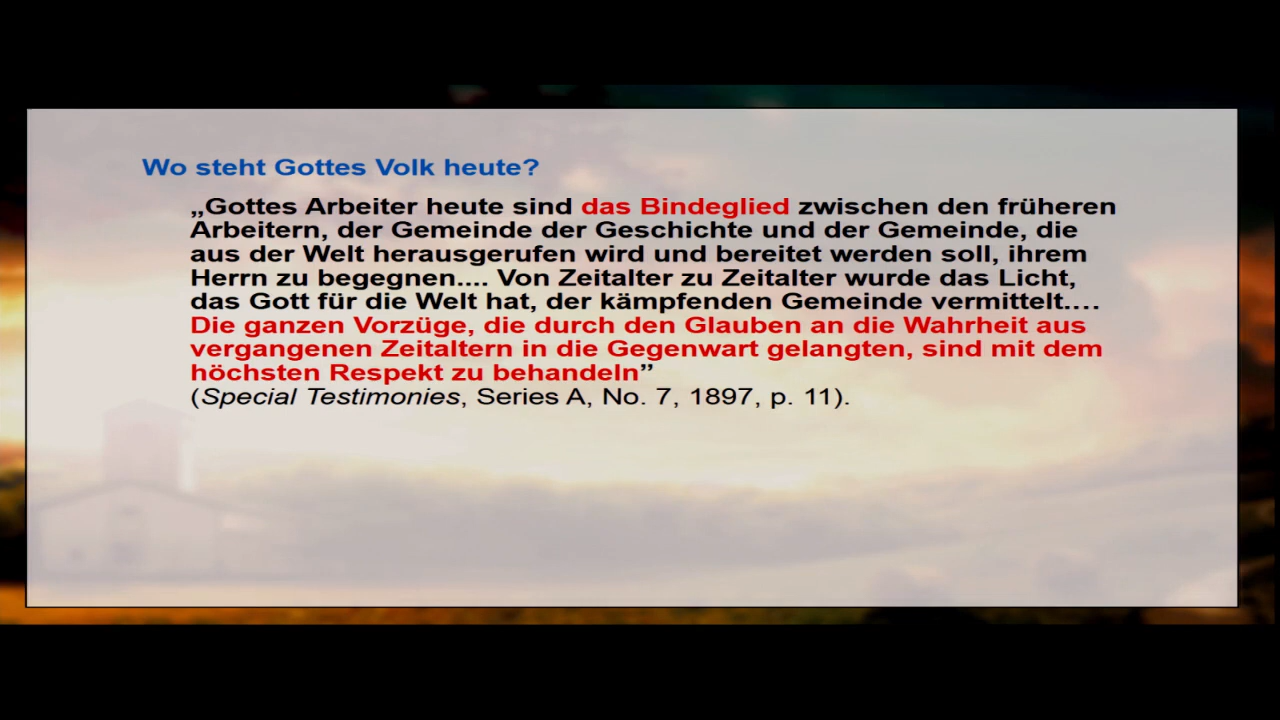 Wo steht Gottes Volk heute?
„Gottes Arbeiter heute sind das Bindeglied zwischen den früheren
Arbeitern, der Gemeinde der Geschichte und der Gemeinde, die
aus der Welt herausgerufen wird und bereitet werden soll, ihrem
Herrn zu begegnen.... Von Zeitalter zu Zeitalter wurde das Licht,
das Gott für die Welt hat, der kämpfenden Gemeinde vermittelt.…
Die ganzen Vorzüge, die durch den Glauben an die Wahrheit aus
vergangenen Zeitaltern in die Gegenwart gelangten, sind mit dem
höchsten Respekt zu behandeln”
(Special Testimonies, Series A, No. 7, 1897, p. 11).